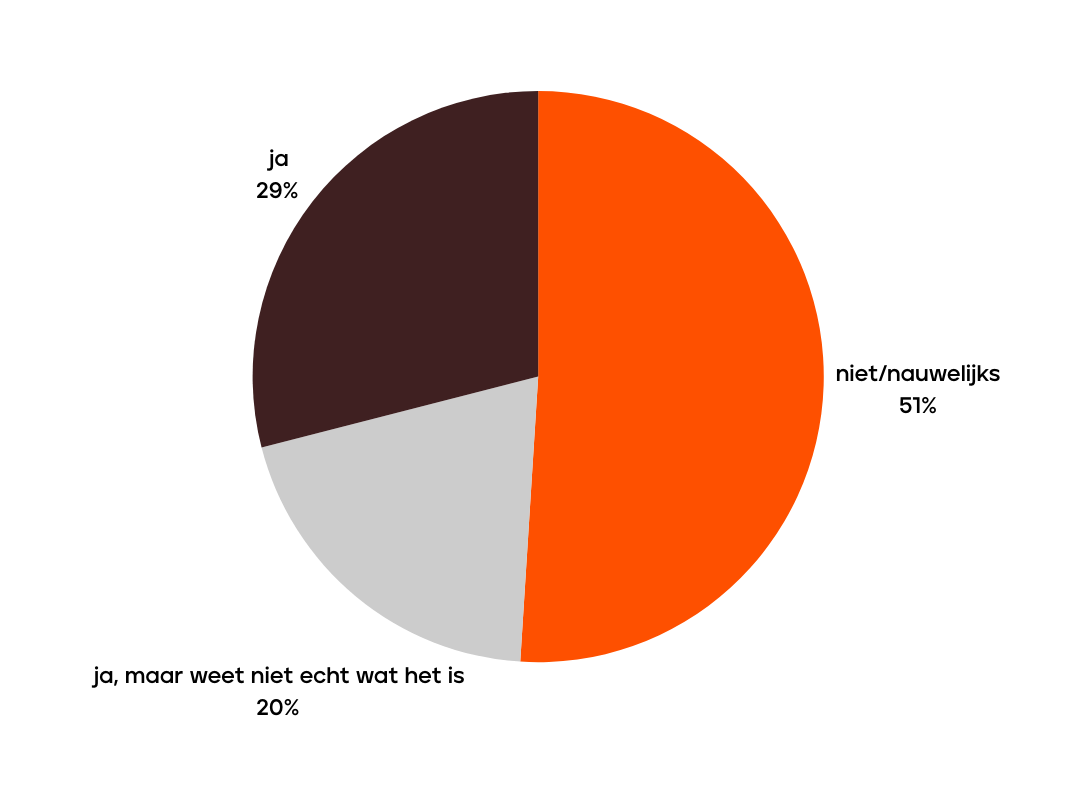 ja
29%
niet/nauwelijks
51%
ja, maar weet niet echt wat het is
20%